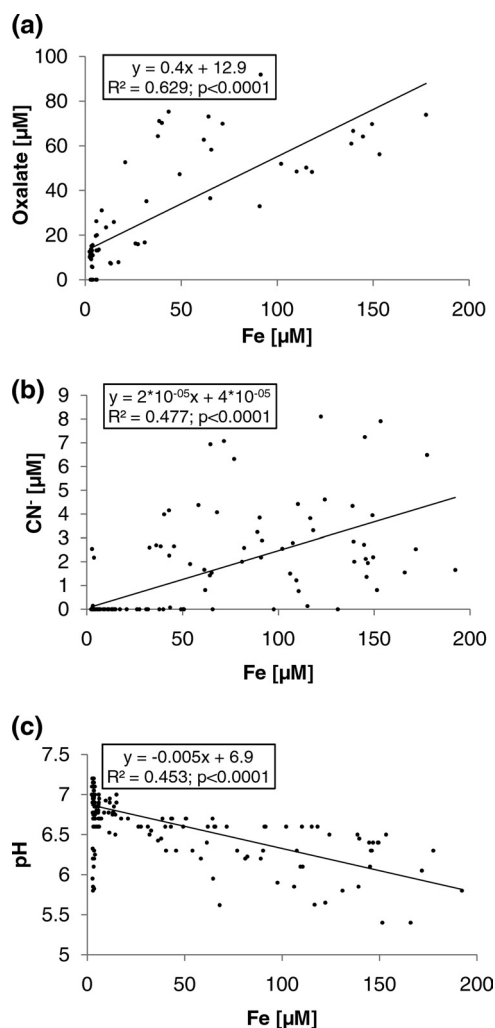 (a)
y = 0.4x + 12.9
R² = 0.629; p<0.0001
Oxalate [µM]
100
80
60
40
20
0
0 50 100 150 200
Fe [µM]
(b)
y = 2*10⁻⁰⁵x + 4*10⁻⁰⁵
R² = 0.477; p<0.0001
CN⁻ [µM]
9
8
7
6
5
4
3
2
1
0
0 50 100 150 200
Fe [µM]
(c)
y = -0.005x + 6.9
R² = 0.453; p<0.0001
pH
7.5
7
6.5
6
5.5
5
0 50 100 150 200
Fe [µM]